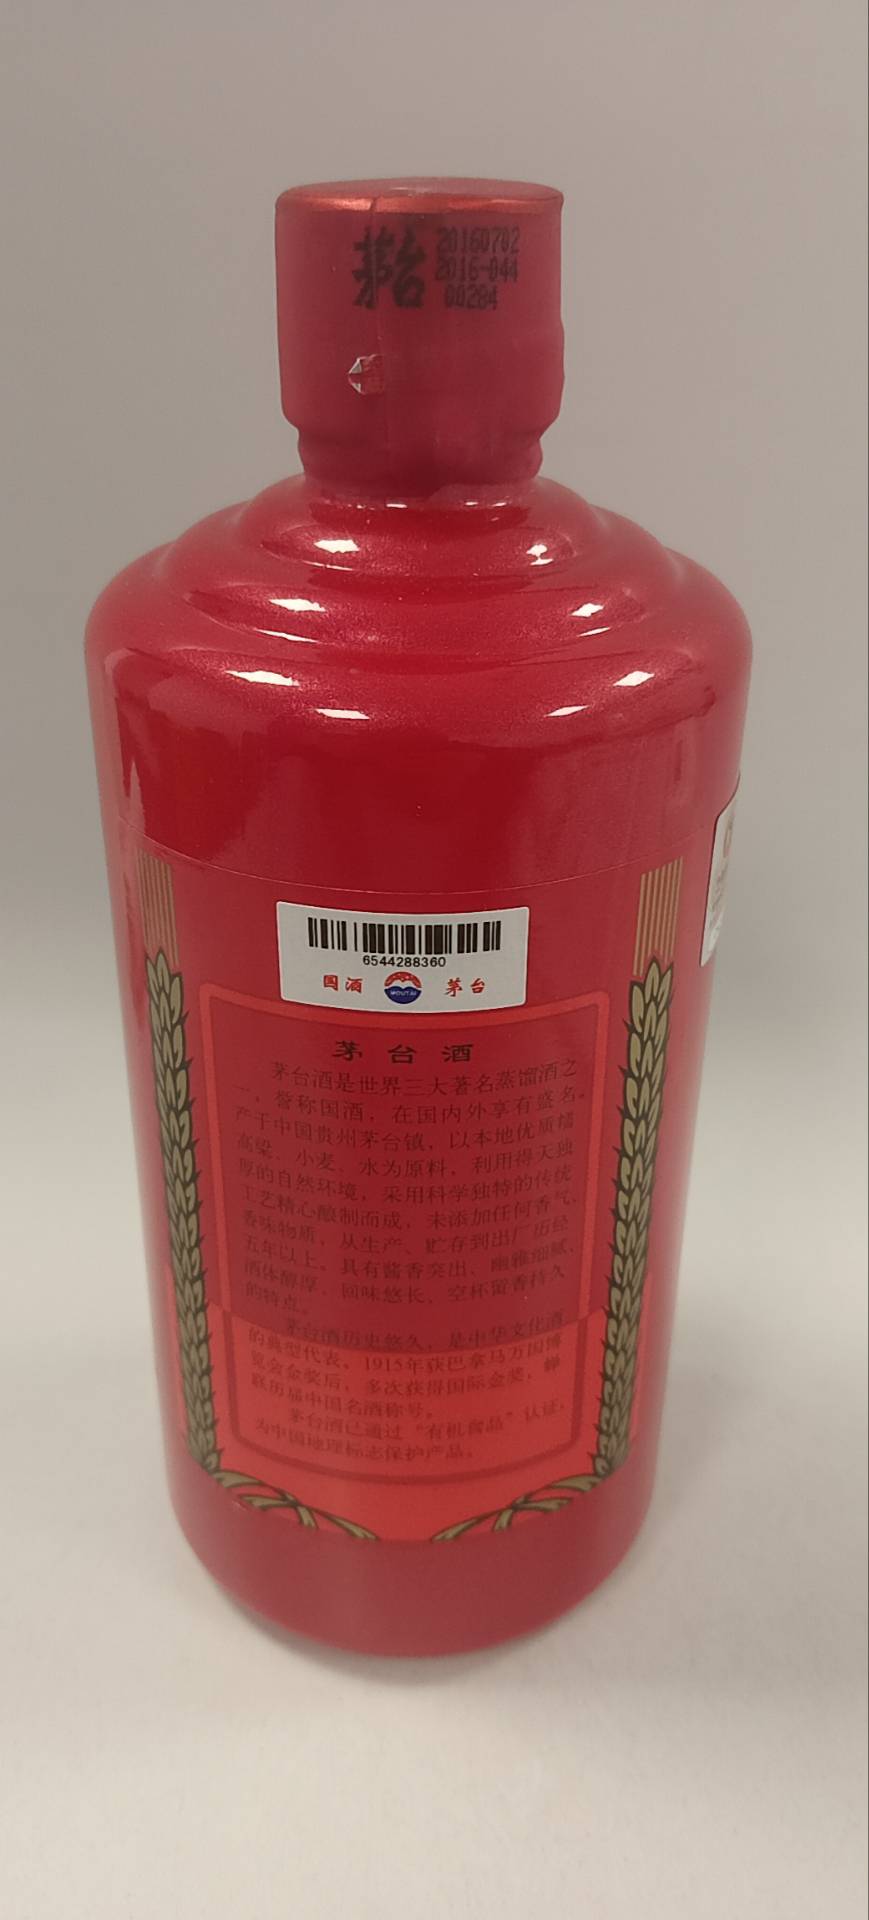 茅台
20160702
2016-044
00284
6544288360
国酒 MOUTAI 茅台
茅台酒
茅台酒是世界三大著名蒸馏酒之
一，誉称国酒，在国内外享有盛名。
产于中国贵州茅台镇，以本地优质糯
高粱、小麦、水为原料，利用得天独
厚的自然环境，采用科学独特的传统
工艺精心酿制而成，未添加任何香气、
香味物质，从生产、贮存到出厂历经
五年以上。具有酱香突出、幽雅细腻、
酒体醇厚、回味悠长、空杯留香持久
的特点。
茅台酒历史悠久，是中华文化酒
的典型代表。1915年获巴拿马万国博
览会金奖后，多次获得国际金奖，蝉
联历届中国名酒称号。
茅台酒已通过“有机食品”认证，
为中国地理标志保护产品。